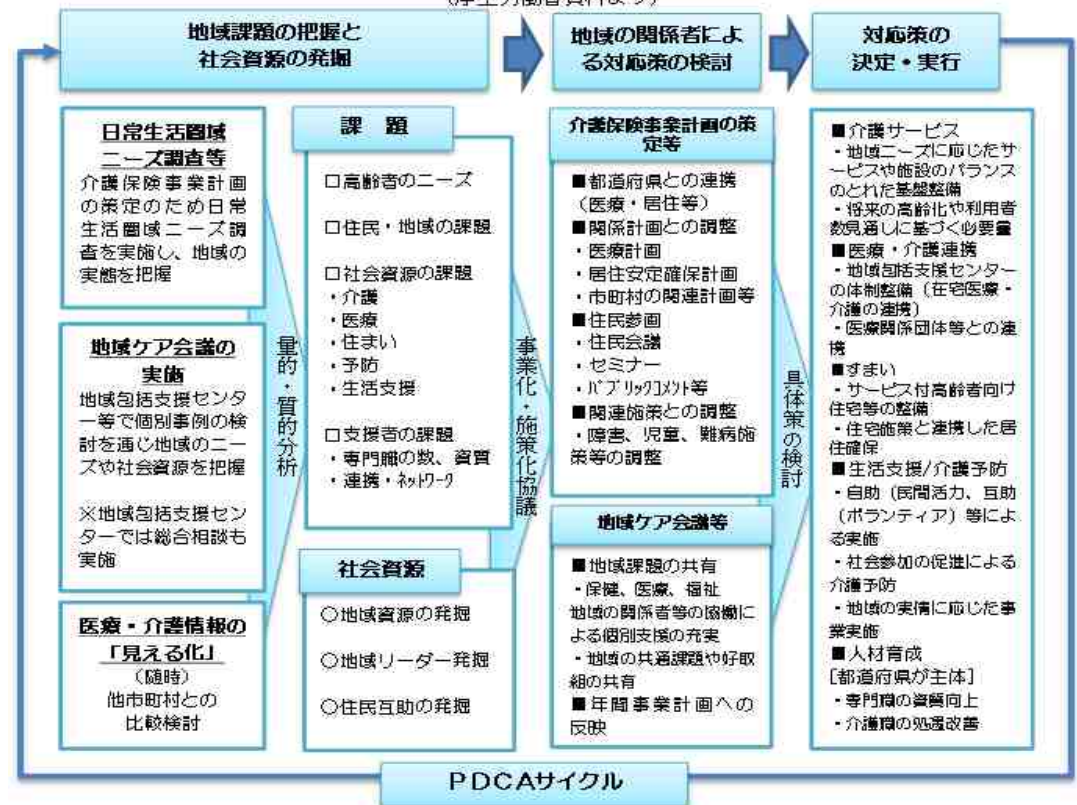 (厚生労働省資料より)
地域課題の把握と
社会資源の発掘
地域の関係者によ
る対応策の検討
対応策の
決定・実行
日常生活圏域
ニーズ調査等
介護保険事業計画
の策定のため日常
生活圏域ニーズ調
査を実施し、地域の
実態を把握
地域ケア会議の
実施
地域包括支援センタ
ー等で個別事例の検
討を通じ地域のニー
ズや社会資源を把握
※地域包括支援セン
ターでは総合相談も
実施
医療・介護情報の
「見える化」
(随時)
他市町村との
比較検討
量的・質的分析
課 題
□高齢者のニーズ
□住民・地域の課題
□社会資源の課題
・介護
・医療
・住まい
・予防
・生活支援
□支援者の課題
・専門職の数、資質
・連携・ネットワーク
社会資源
○地域資源の発掘
○地域リーダー発掘
○住民互助の発掘
事業化・施策化協議
介護保険事業計画の策
定等
■都道府県との連携
(医療・居住等)
■関係計画との調整
・医療計画
・居住安定確保計画
・市町村の関連計画等
■住民参画
・住民会議
・セミナー
・パブリックコメント等
■関連施策との調整
・障害、児童、難病施
策等の調整
地域ケア会議等
■地域課題の共有
・保健、医療、福祉
地域の関係者等の協働に
よる個別支援の充実
・地域の共通課題や好取
組の共有
■年間事業計画への
反映
具体策の検討
■介護サービス
・地域ニーズに応じたサ
ービスや施設のバランス
のとれた基盤整備
・将来の高齢化や利用者
数見通しに基づく必要量
■医療・介護連携
・地域包括支援センター
の体制整備（在宅医療・
介護の連携）
・医療関係団体等との連
携
■すまい
・サービス付高齢者向け
住宅等の整備
・住宅施策と連携した居
住確保
■生活支援/介護予防
・自助（民間活力、互助
（ボランティア）等によ
る実施
・社会参加の促進による
介護予防
・地域の実情に応じた事
業実施
■人材育成
[都道府県が主体]
・専門職の資質向上
・介護職の処遇改善
PDCAサイクル